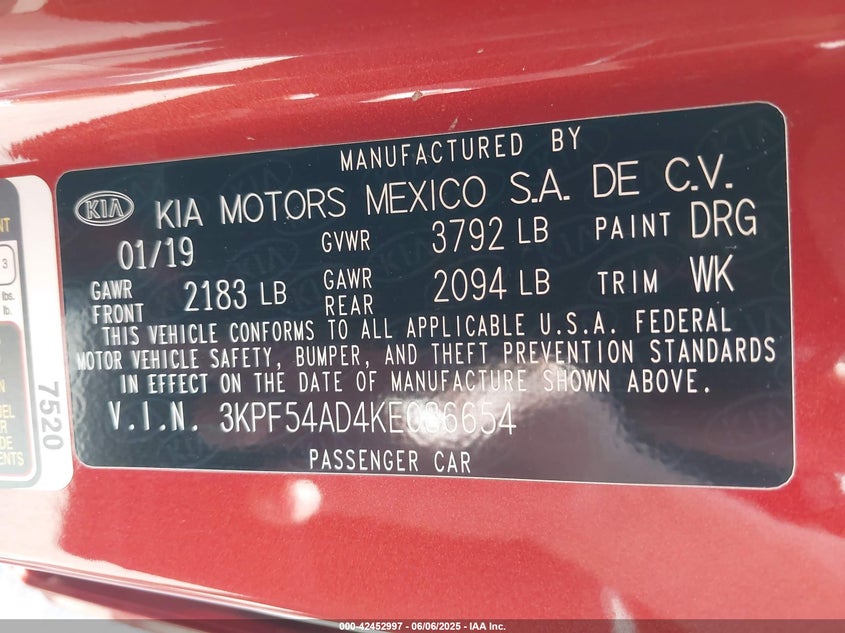 MANUFACTURED BY
KIA KIA MOTORS MEXICO S.A. DE C.V.
01/19 GVWR 3792 LB PAINT DRG
GAWR FRONT 2183 LB GAWR REAR 2094 LB TRIM WK
THIS VEHICLE CONFORMS TO ALL APPLICABLE U.S.A. FEDERAL
MOTOR VEHICLE SAFETY, BUMPER, AND THEFT PREVENTION STANDARDS
IN EFFECT ON THE DATE OF MANUFACTURE SHOWN ABOVE.
V.I.N. 3KPF54AD4KE086654
PASSENGER CAR
3
lbs.
lb.
7520
000-42452997 - 06/06/2025 - IAA Inc.